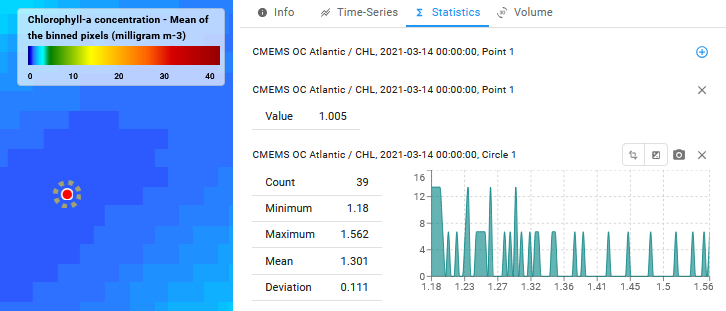 Chlorophyll-a concentration - Mean of
the binned pixels (milligram m-3)
0 10 20 30 40
Info Time-Series Σ Statistics Volume
CMEMS OC Atlantic / CHL, 2021-03-14 00:00:00, Point 1
CMEMS OC Atlantic / CHL, 2021-03-14 00:00:00, Point 1
Value 1.005
CMEMS OC Atlantic / CHL, 2021-03-14 00:00:00, Circle 1
Count 39
Minimum 1.18
Maximum 1.562
Mean 1.301
Deviation 0.111
16
12
8
4
0
1.18 1.23 1.27 1.32 1.36 1.41 1.45 1.5 1.56